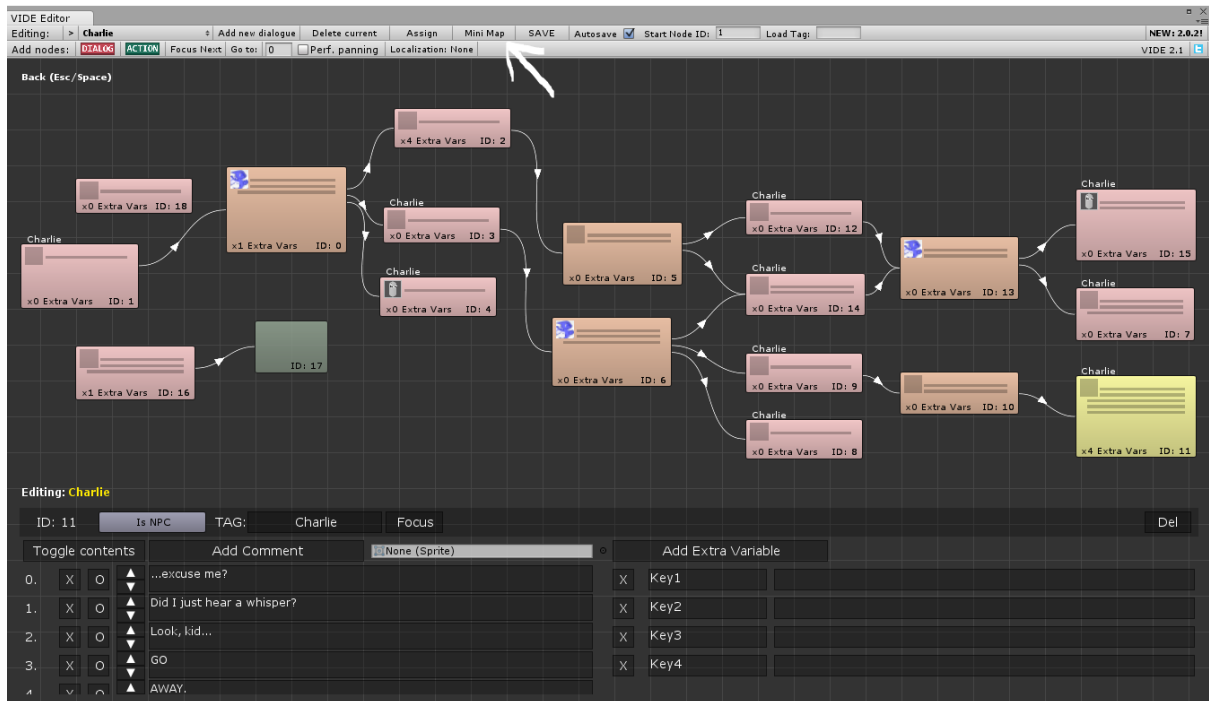 VIDE Editor
Editing: > Charlie Add new dialogue Delete current Assign Mini Map SAVE Autosave Start Node ID: 1 Load Tag: NEW: 2.0.2!
Add nodes: DIALOG ACTION Focus Next Go to: 0 Perf. panning Localization: None VIDE 2.1
Back (Esc/Space)
x4 Extra Vars ID: 2
x0 Extra Vars ID: 18
x1 Extra Vars ID: 0
Charlie
x0 Extra Vars ID: 3
Charlie
x0 Extra Vars ID: 1
Charlie
x0 Extra Vars ID: 4
x0 Extra Vars ID: 5
Charlie
x0 Extra Vars ID: 12
Charlie
x0 Extra Vars ID: 15
Charlie
x0 Extra Vars ID: 14
x0 Extra Vars ID: 13
Charlie
x0 Extra Vars ID: 7
ID: 17
x1 Extra Vars ID: 16
x0 Extra Vars ID: 6
Charlie
x0 Extra Vars ID: 9
x0 Extra Vars ID: 10
Charlie
x4 Extra Vars ID: 11
Charlie
x0 Extra Vars ID: 8
Editing: Charlie
ID: 11 Is NPC TAG: Charlie Focus Del
Toggle contents Add Comment None (Sprite) Add Extra Variable
0. X O ...excuse me? X Key1
1. X O Did I just hear a whisper? X Key2
2. X O Look, kid... X Key3
3. X O GO X Key4
4. X O AWAY.